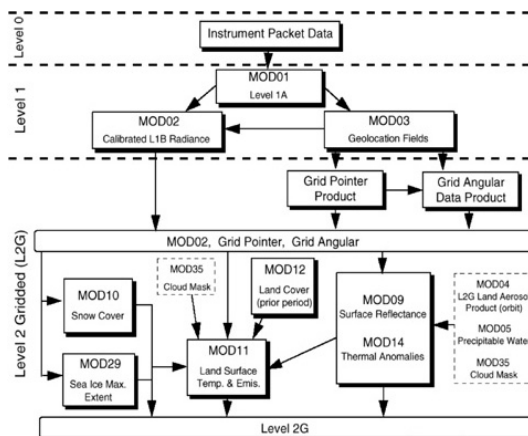 Level 0
Instrument Packet Data
Level 1
MOD01
Level 1A
MOD02
Calibrated L1B Radiance
MOD03
Geolocation Fields
Grid Pointer
Product
Grid Angular
Data Product
Level 2 Gridded (L2G)
MOD02, Grid Pointer, Grid Angular
MOD10
Snow Cover
MOD35
Cloud Mask
MOD12
Land Cover
(prior period)
MOD09
Surface Reflectance
MOD14
Thermal Anomalies
MOD04
L2G Land Aeroso
Product (orbit)
MOD05
Precipitable Water
MOD35
Cloud Mask
MOD29
Sea Ice Max.
Extent
MOD11
Land Surface
Temp. & Emis.
Level 2G